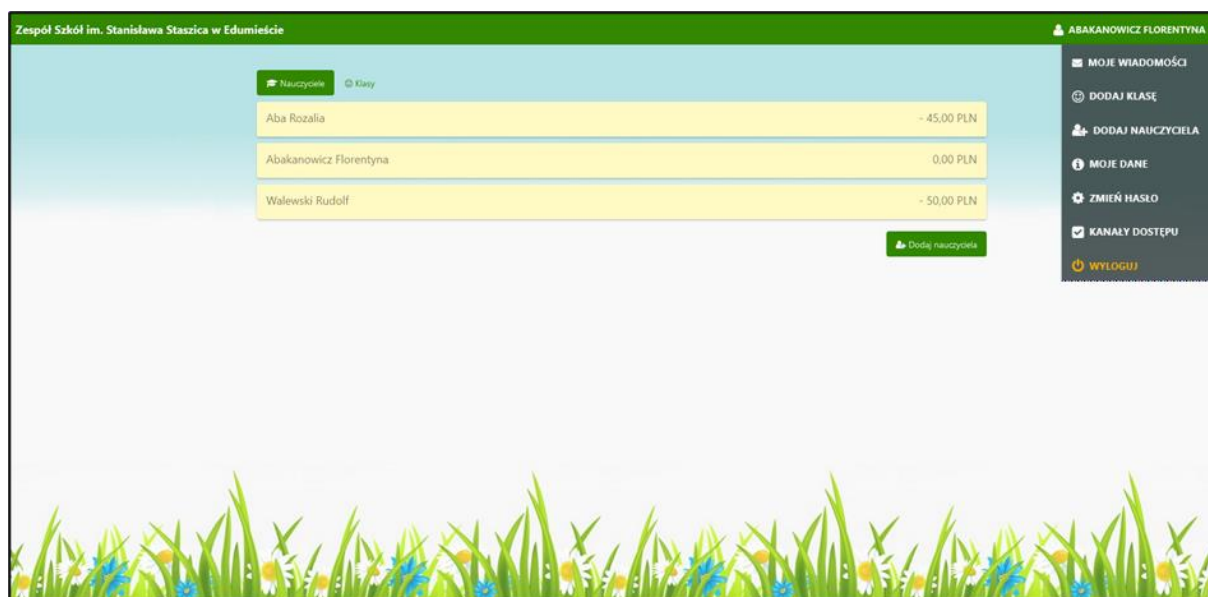 Zespół Szkół im. Stanisława Staszica w Edumieście
ABAKANOWICZ FLORENTYNA
Nauczyciele Klasy
Aba Rozalia - 45,00 PLN
Abakanowicz Florentyna 0,00 PLN
Walewski Rudolf - 50,00 PLN
Dodaj nauczyciela
MOJE WIADOMOŚCI
DODAJ KLASĘ
DODAJ NAUCZYCIELA
MOJE DANE
ZMIEŃ HASŁO
KANAŁY DOSTĘPU
WYLOGUJ